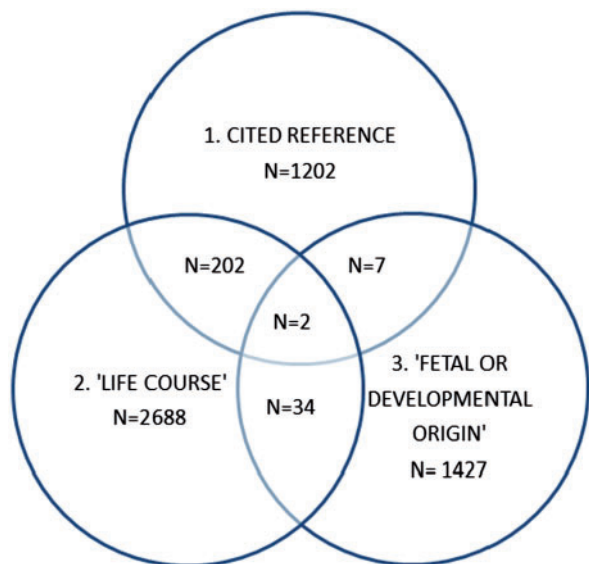 1. CITED REFERENCE
N=1202
N=202
N=7
N=2
2. 'LIFE COURSE'
N=2688
N=34
3. 'FETAL OR
DEVELOPMENTAL
ORIGIN'
N= 1427